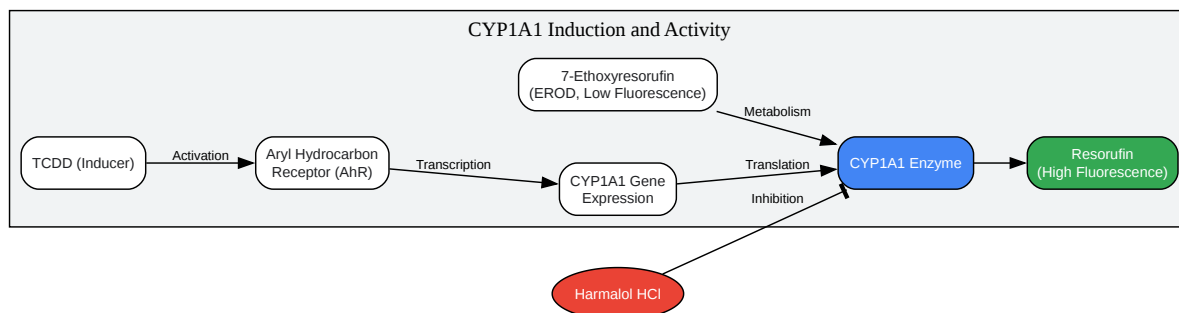 CYP1A1 Induction and Activity
7-Ethoxyresorufin
(EROD, Low Fluorescence)
Metabolism
TCDD (Inducer)
Activation
Aryl Hydrocarbon
Receptor (AhR)
Transcription
CYP1A1 Gene
Expression
Translation
CYP1A1 Enzyme
Resorufin
(High Fluorescence)
Inhibition
Harmalol HCl